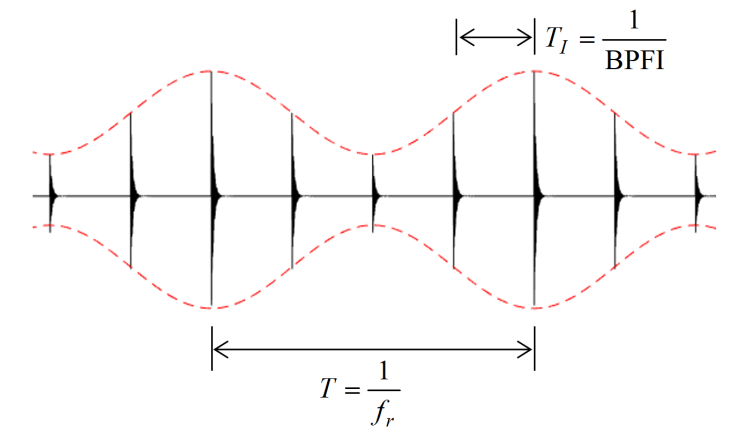 T_I = 1/BPFI
T = 1/f_r